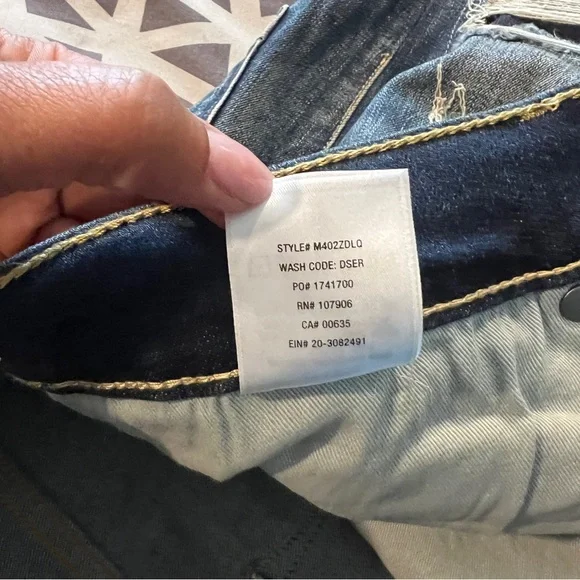 STYLE# M402ZDLQ
WASH CODE: DSER
PO# 1741700
RN# 107906
CA# 00635
EIN# 20-3082491